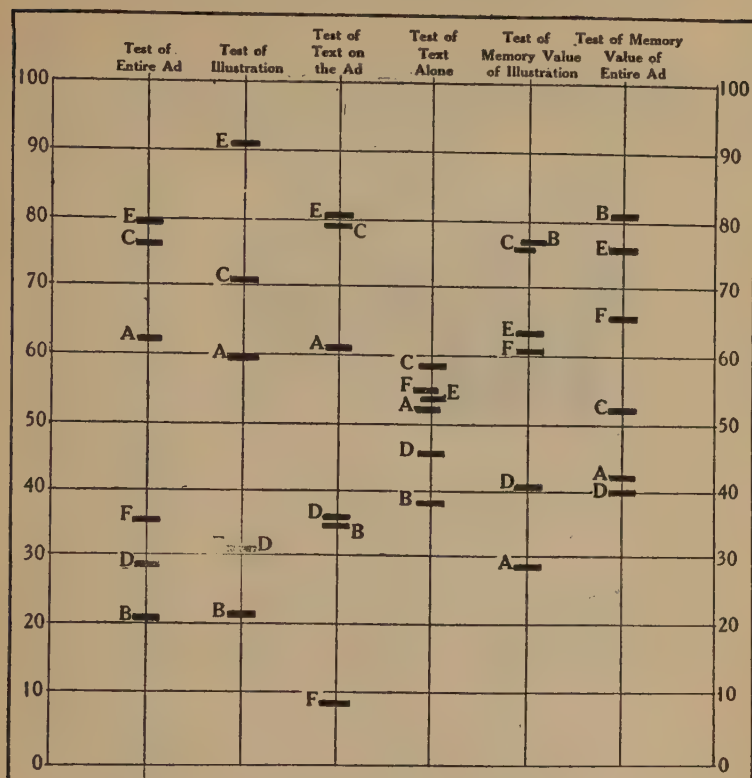 Test of Entire Ad
Test of Illustration
Test of Text on the Ad
Test of Text Alone
Test of Memory Value of Illustration
Test of Memory Value of Entire Ad
100 100
90 E 90
80 E E B 80
C C C B E
70 C 70
F
A A E
60 A F 60
C
F E
50 A C 50
D
A
40 B D D 40
F D B
30 D D A 30
20 B B 20
10 F 10
0 0